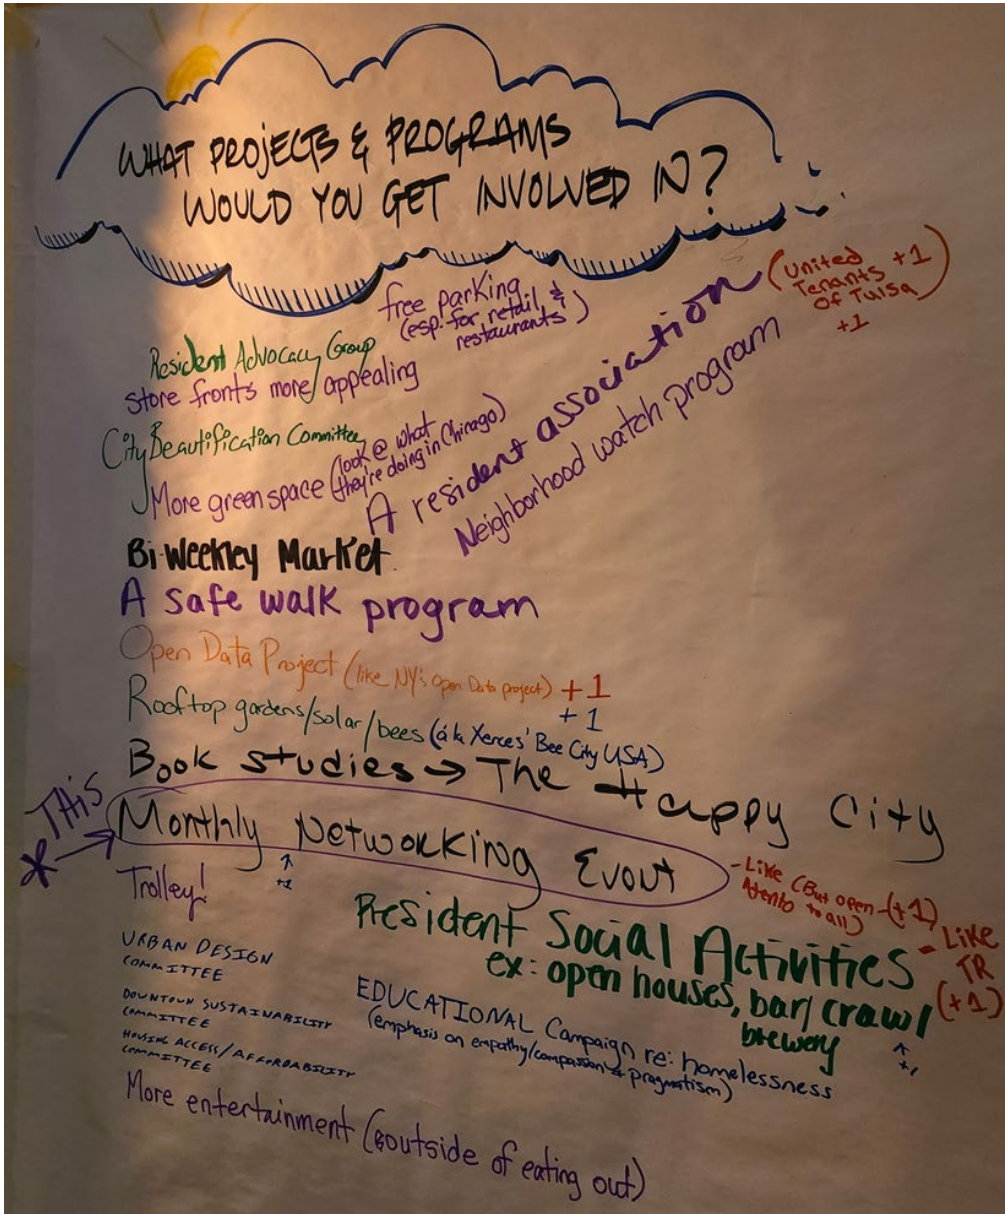 WHAT PROJECTS & PROGRAMS
WOULD YOU GET INVOLVED IN?
free parking
(esp. for retail &
restaurants)
Resident Advocacy Group
store fronts more appealing
City Beautification Committee
More green space (look @ what
they're doing in Chicago)
A resident association
(United +1
Tenants
of Tulsa)
+1
Neighborhood watch program
Bi-Weekley Market
A safe walk program
Open Data Project (like NY's Open Data project) +1
+1
Rooftop gardens/solar/bees (á la Xerces' Bee City USA)
Book studies → The Happy City
* THIS →
Monthly Networking Evout
↑
+1
- Like (But open - (+1)
to all)
Trolley!
Resident Social Activities
ex: open houses, bar/crawl
brewery
- LIKE
TR
(+1)
↑
+1
URBAN DESIGN
COMMITTEE
DOWNTOWN SUSTAINABILITY
COMMITTEE
HOUSING ACCESS/AFFORDABILITY
COMMITTEE
EDUCATIONAL Campaign re: homelessness
(emphasis on empathy/compassion & pragmatism)
More entertainment (outside of eating out)